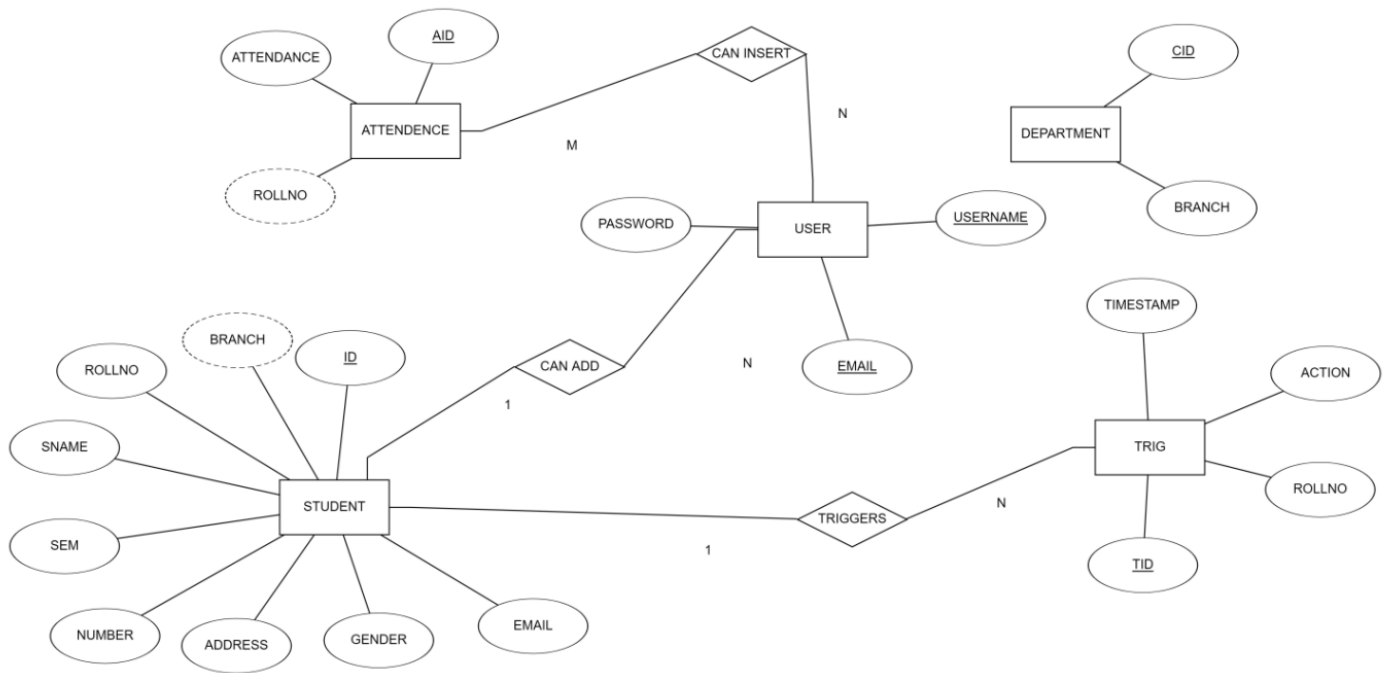 AID
ATTENDANCE
CAN INSERT
CID
ATTENDENCE
DEPARTMENT
N
M
ROLLNO
BRANCH
PASSWORD
USER
USERNAME
TIMESTAMP
BRANCH
ID
ROLLNO
CAN ADD
N
EMAIL
ACTION
1
SNAME
TRIG
ROLLNO
STUDENT
TRIGGERS
N
SEM
1
TID
NUMBER
ADDRESS
GENDER
EMAIL